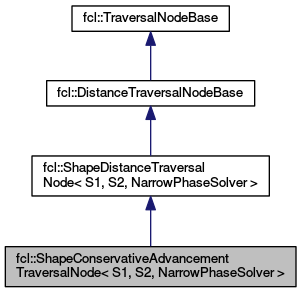 fcl::TraversalNodeBase
fcl::DistanceTraversalNodeBase
fcl::ShapeDistanceTraversal
Node< S1, S2, NarrowPhaseSolver >
fcl::ShapeConservativeAdvancement
TraversalNode< S1, S2, NarrowPhaseSolver >